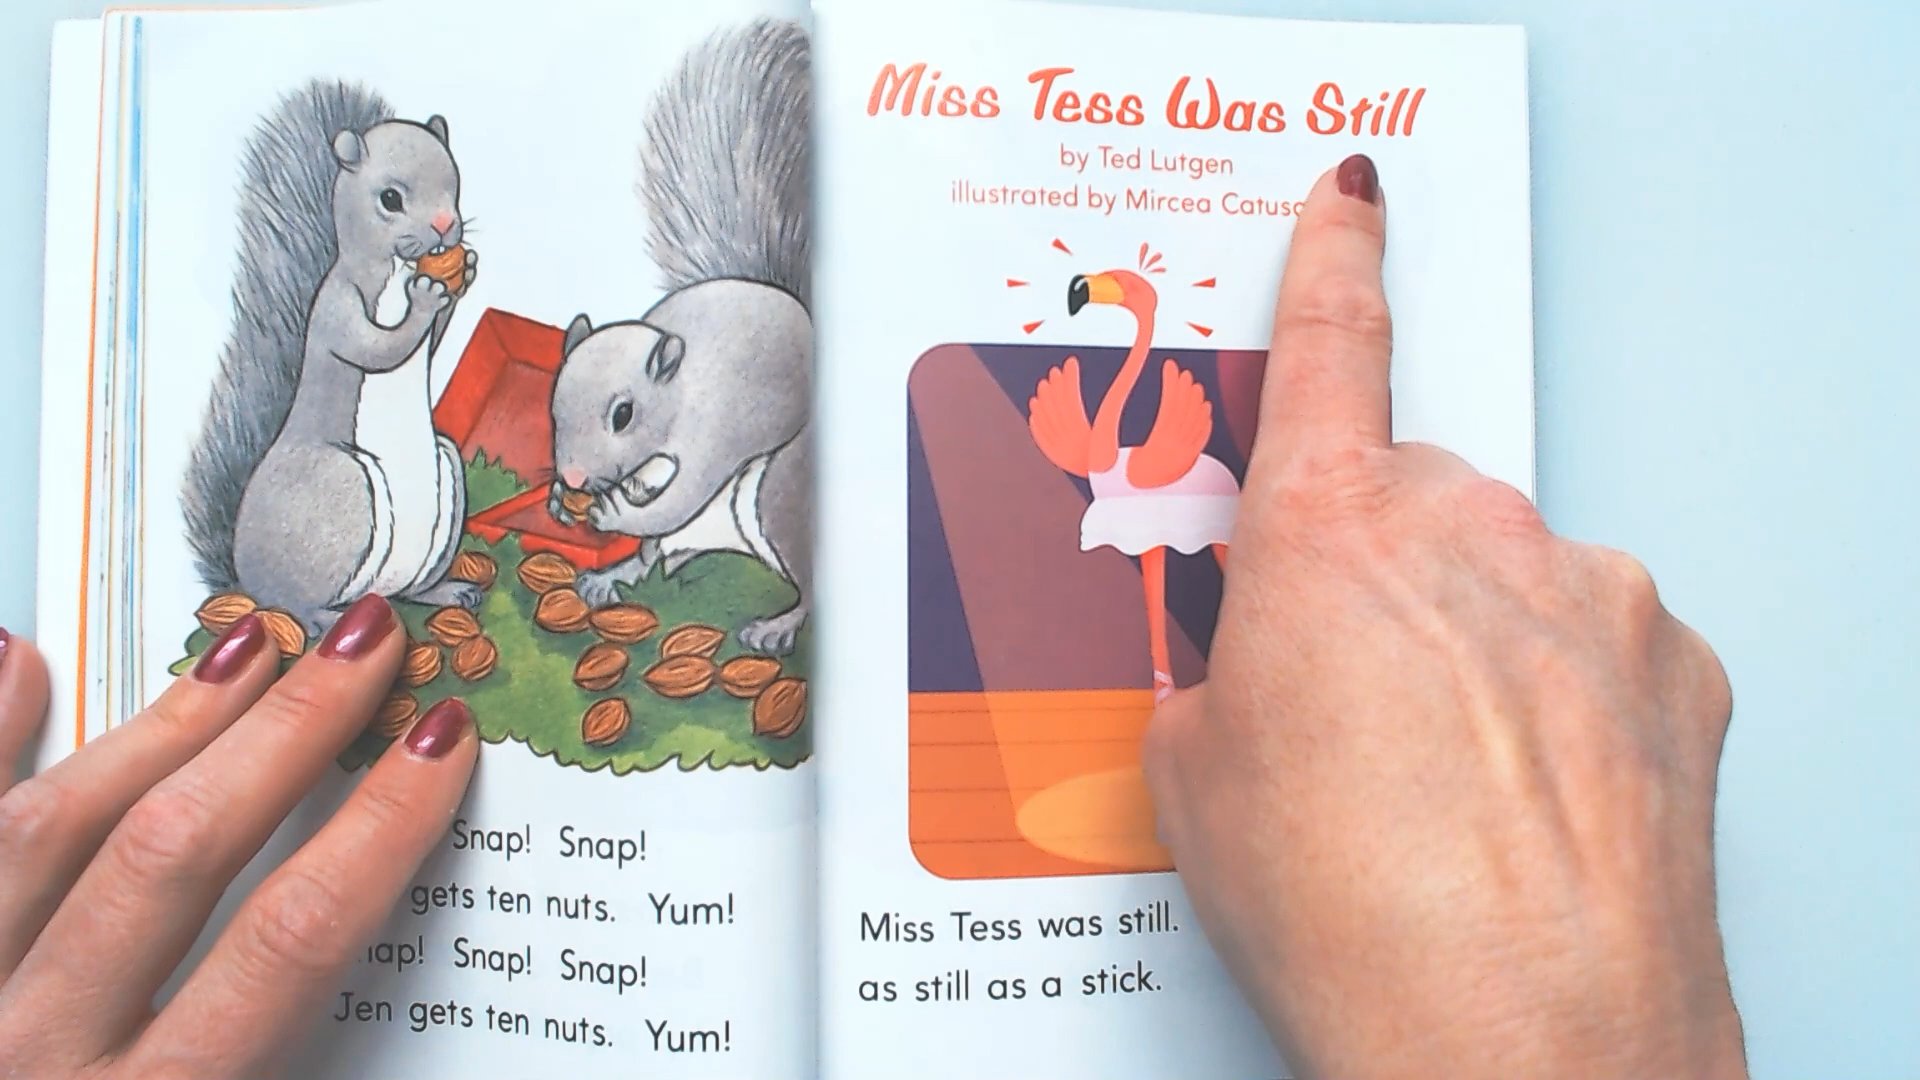 Snap! Snap!
gets ten nuts. Yum!
Snap! Snap!
Jen gets ten nuts. Yum!
Miss Tess Was Still
by Ted Lutgen
illustrated by Mircea
Miss Tess was still.
as still as a stick.